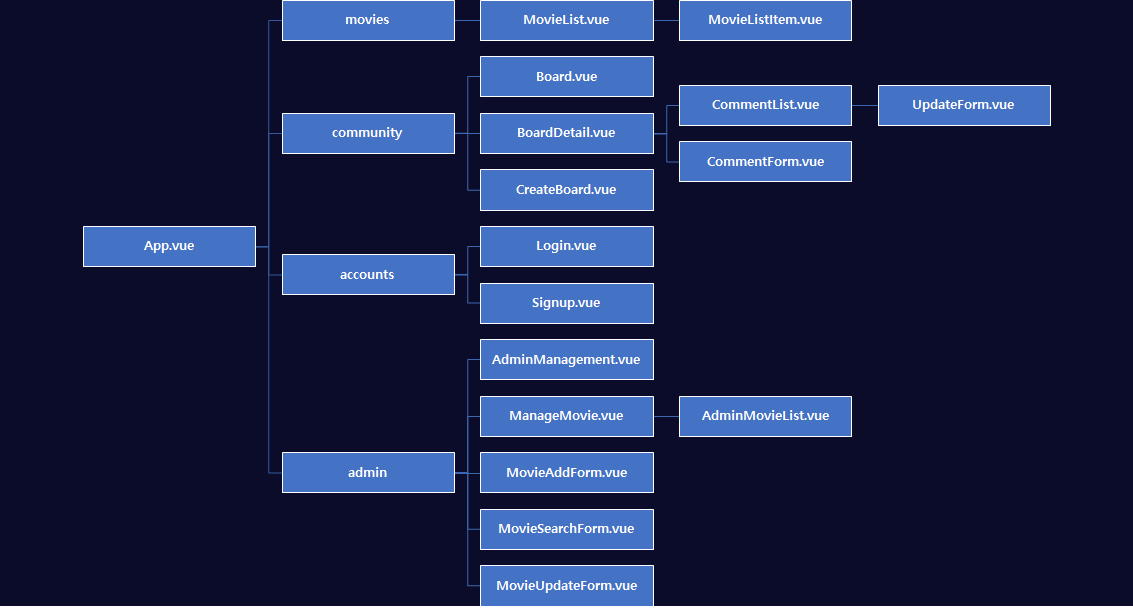 movies
MovieList.vue
MovieListItem.vue
Board.vue
CommentList.vue
UpdateForm.vue
community
BoardDetail.vue
CommentForm.vue
CreateBoard.vue
App.vue
Login.vue
accounts
Signup.vue
AdminManagement.vue
ManageMovie.vue
AdminMovieList.vue
admin
MovieAddForm.vue
MovieSearchForm.vue
MovieUpdateForm.vue